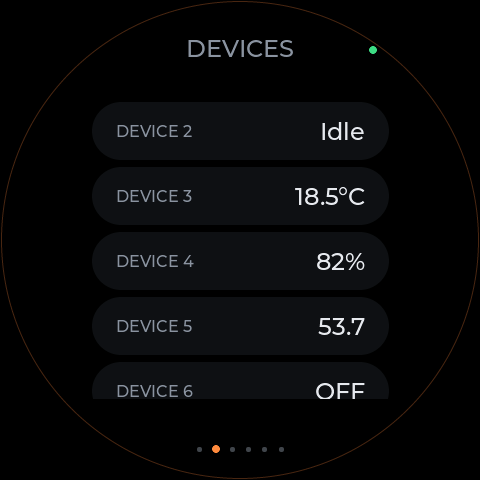 DEVICES
DEVICE 2 Idle
DEVICE 3 18.5°C
DEVICE 4 82%
DEVICE 5 53.7
DEVICE 6 OFF